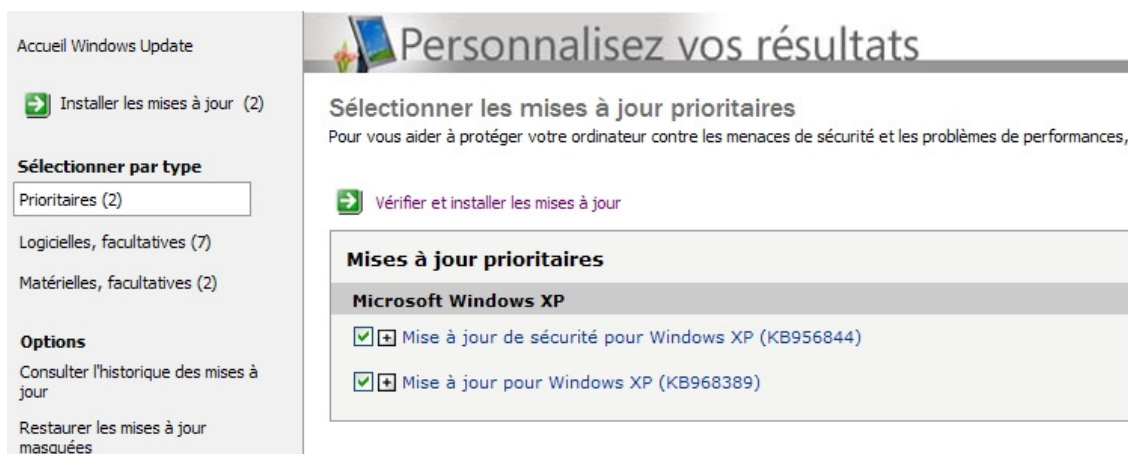 Accueil Windows Update
Installer les mises à jour (2)
Sélectionner par type
Prioritaires (2)
Logicielles, facultatives (7)
Matérielles, facultatives (2)
Options
Consulter l'historique des mises à
jour
Restaurer les mises à jour
masquées
Personnalisez vos résultats
Sélectionner les mises à jour prioritaires
Pour vous aider à protéger votre ordinateur contre les menaces de sécurité et les problèmes de performances,
Vérifier et installer les mises à jour
Mises à jour prioritaires
Microsoft Windows XP
Mise à jour de sécurité pour Windows XP (KB956844)
Mise à jour pour Windows XP (KB968389)